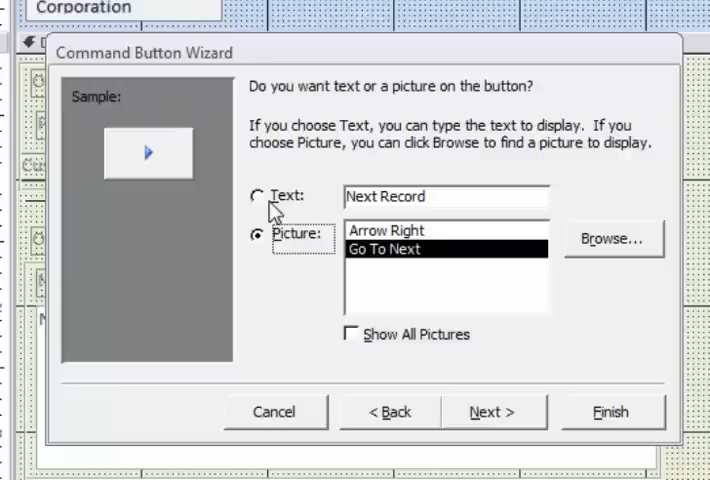 Corporation
Command Button Wizard
Sample:
Do you want text or a picture on the button?
If you choose Text, you can type the text to display. If you
choose Picture, you can click Browse to find a picture to display.
Text:
Next Record
Picture:
Arrow Right
Go To Next
Browse...
Show All Pictures
Cancel
< Back
Next >
Finish